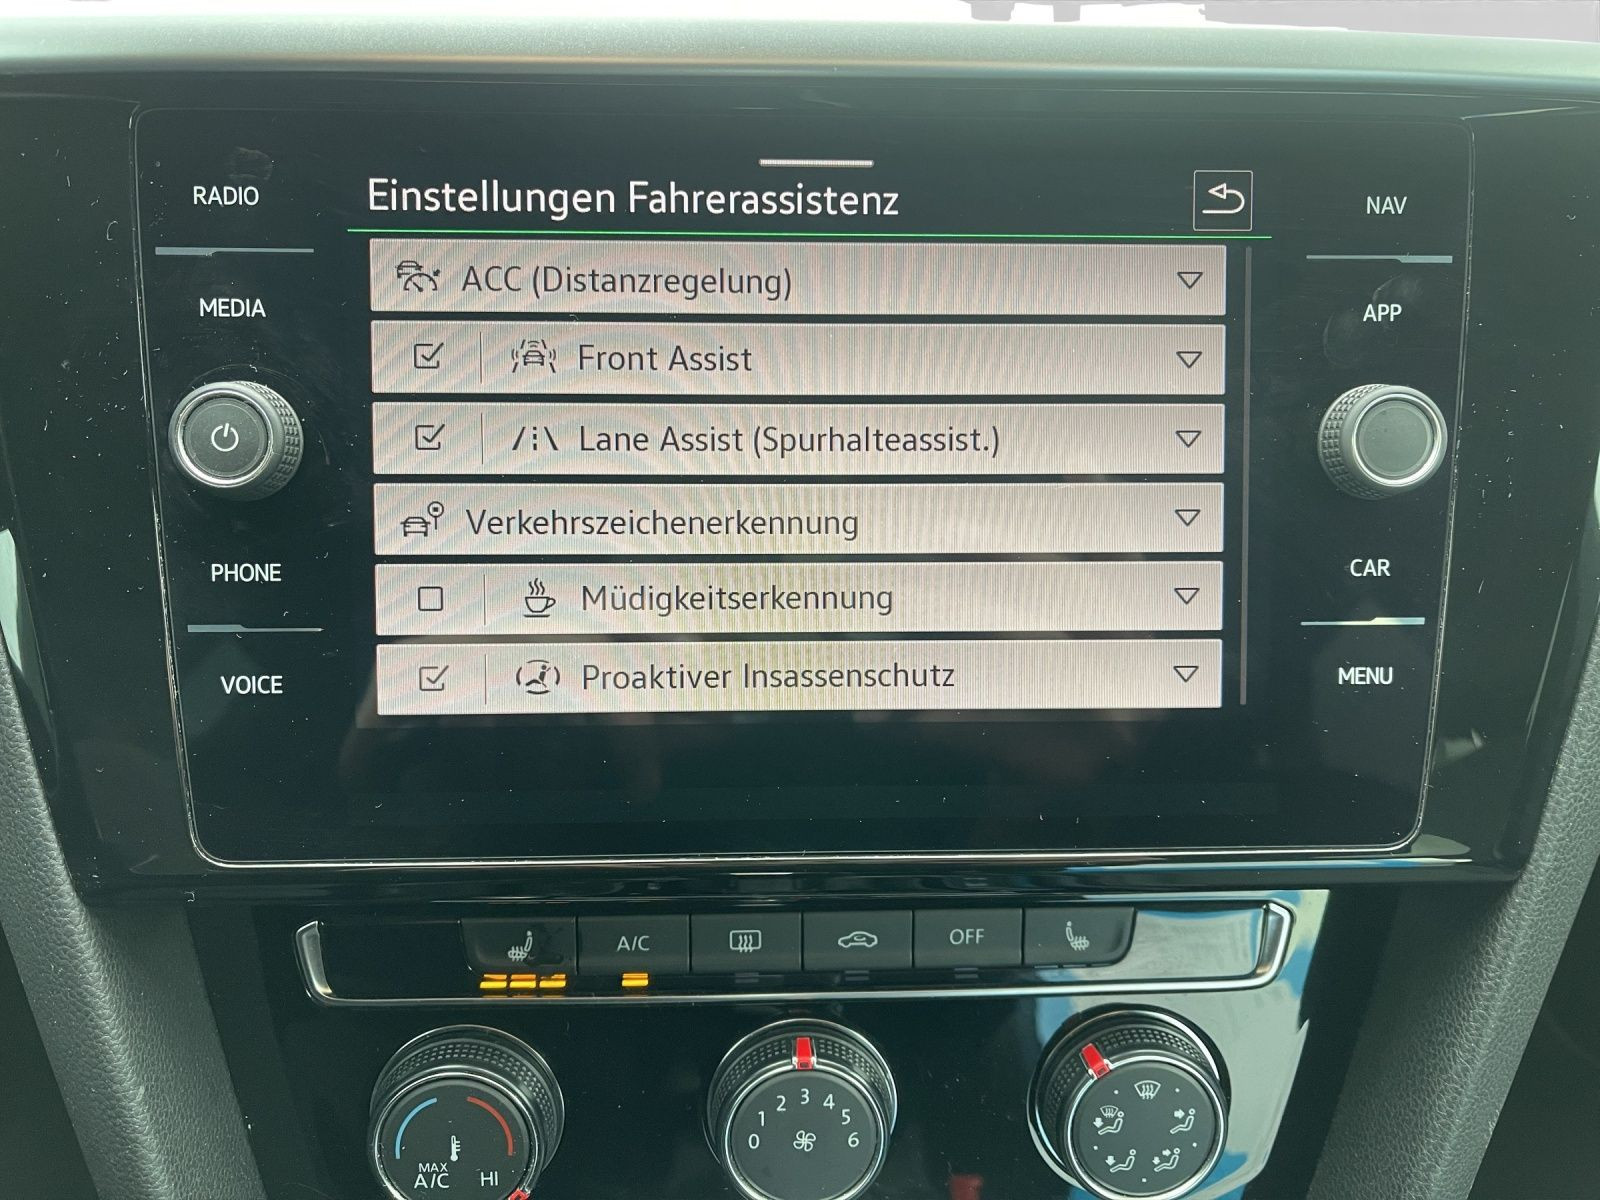 Einstellungen Fahrerassistenz
RADIO
MEDIA
PHONE
VOICE
ACC (Distanzregelung)
Front Assist
Lane Assist (Spurhalteassist.)
Verkehrszeichenerkennung
Müdigkeitserkennung
Proaktiver Insassenschutz
NAV
APP
CAR
MENU
A/C
OFF
MAX
A/C
HI
0 1 2 3 4 5 6